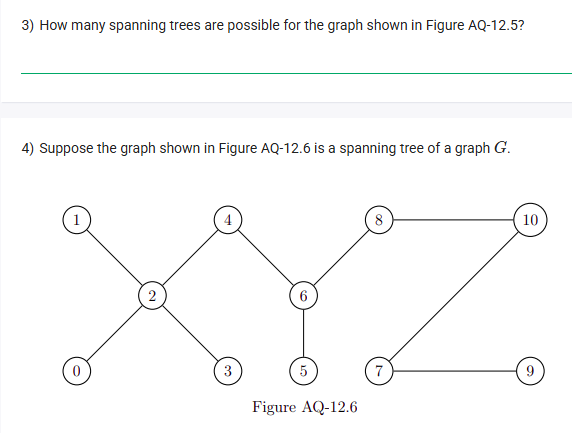 3) How many spanning trees are possible for the graph shown in Figure AQ-12.5?
4) Suppose the graph shown in Figure AQ-12.6 is a spanning tree of a graph G.
1 4 8 10
2 6
0 3 5 7 9
Figure AQ-12.6